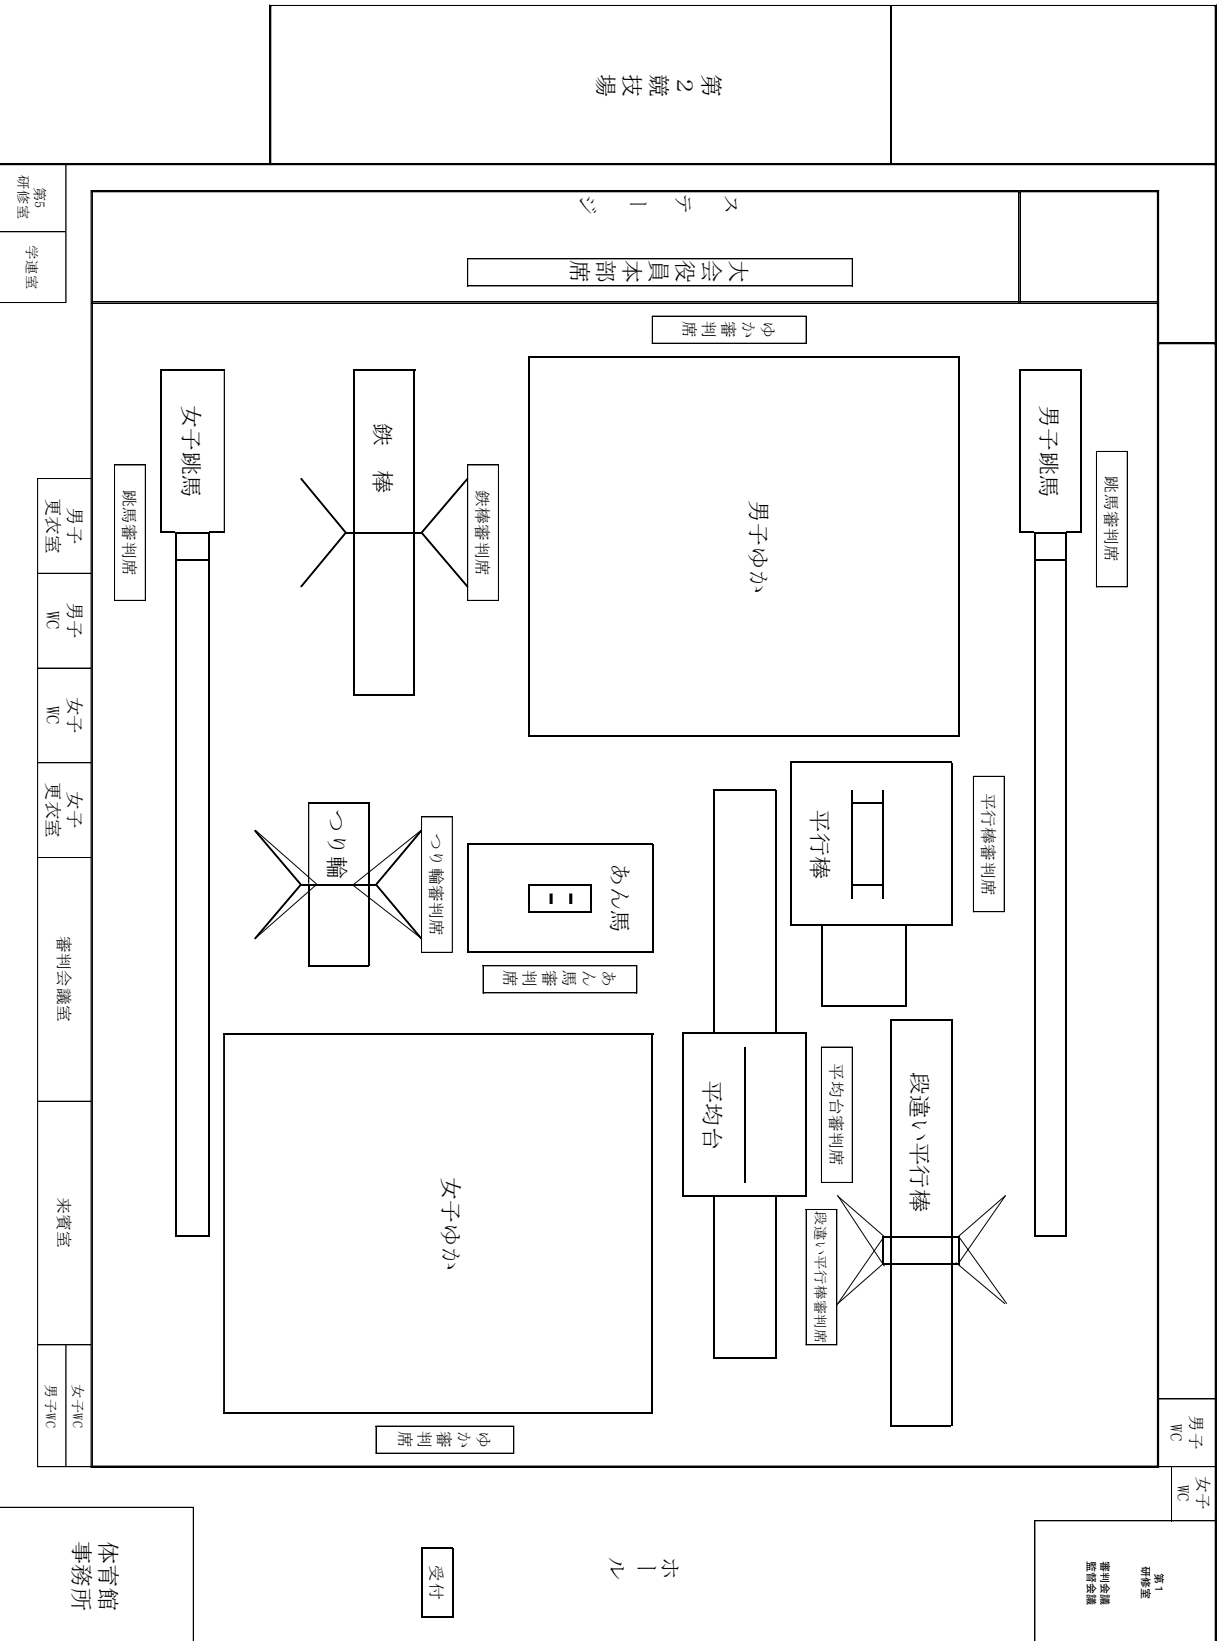 第２競技場
第5
研修室
学連室
ステージ
大会役員本部席
ゆか審判席
女子跳馬
跳馬審判席
鉄　棒
鉄棒審判席
男子ゆか
男子跳馬
跳馬審判席
男子
更衣室
男子
WC
女子
WC
女子
更衣室
審判会議室
来賓室
女子WC
男子WC
つり輪
つり輪審判席
あん馬
あん馬審判席
平行棒
平行棒審判席
平均台
平均台審判席
段違い平行棒
段違い平行棒審判席
女子ゆか
ゆか審判席
男子
WC
女子
WC
体育館
事務所
受付
ホール
第１
研修室
審判会議
監督会議